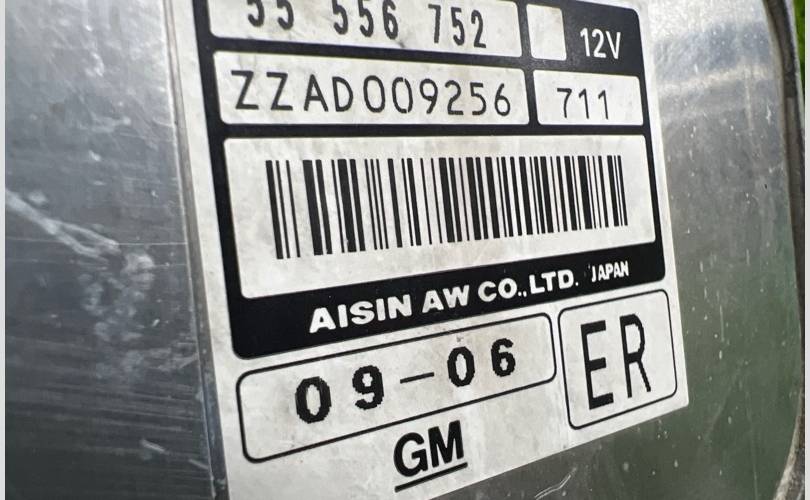 55 556 752 12V
ZZAD009256 711
AISIN AW CO.,LTD. JAPAN
09-06 ER
GM